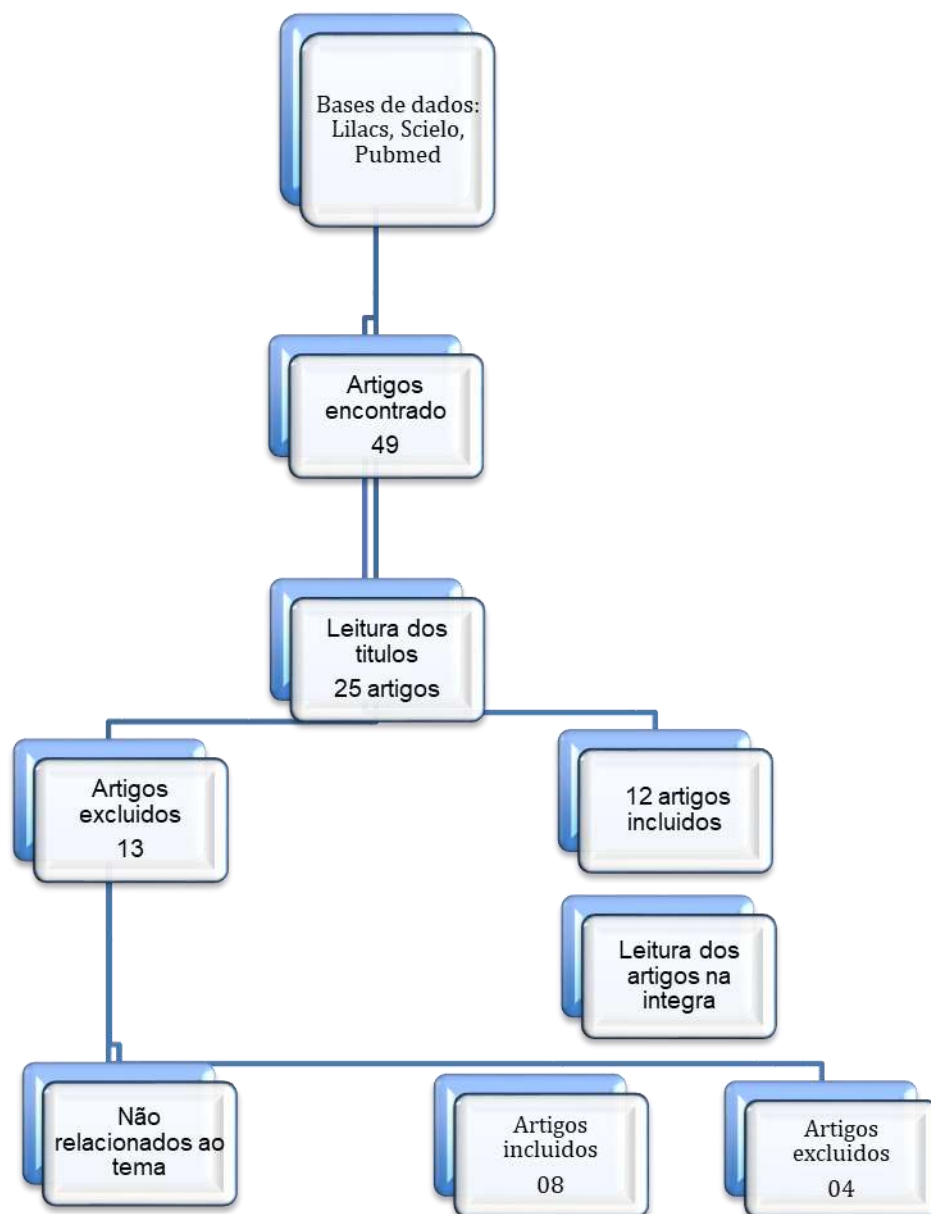 Bases de dados:
Lilacs, Scielo,
Pubmed
Artigos
encontrado
49
Leitura dos
titulos
25 artigos
Artigos
excluidos
13
12 artigos
incluidos
Leitura dos
artigos na
integra
Não
relacionados ao
tema
Artigos
incluidos
08
Artigos
excluidos
04